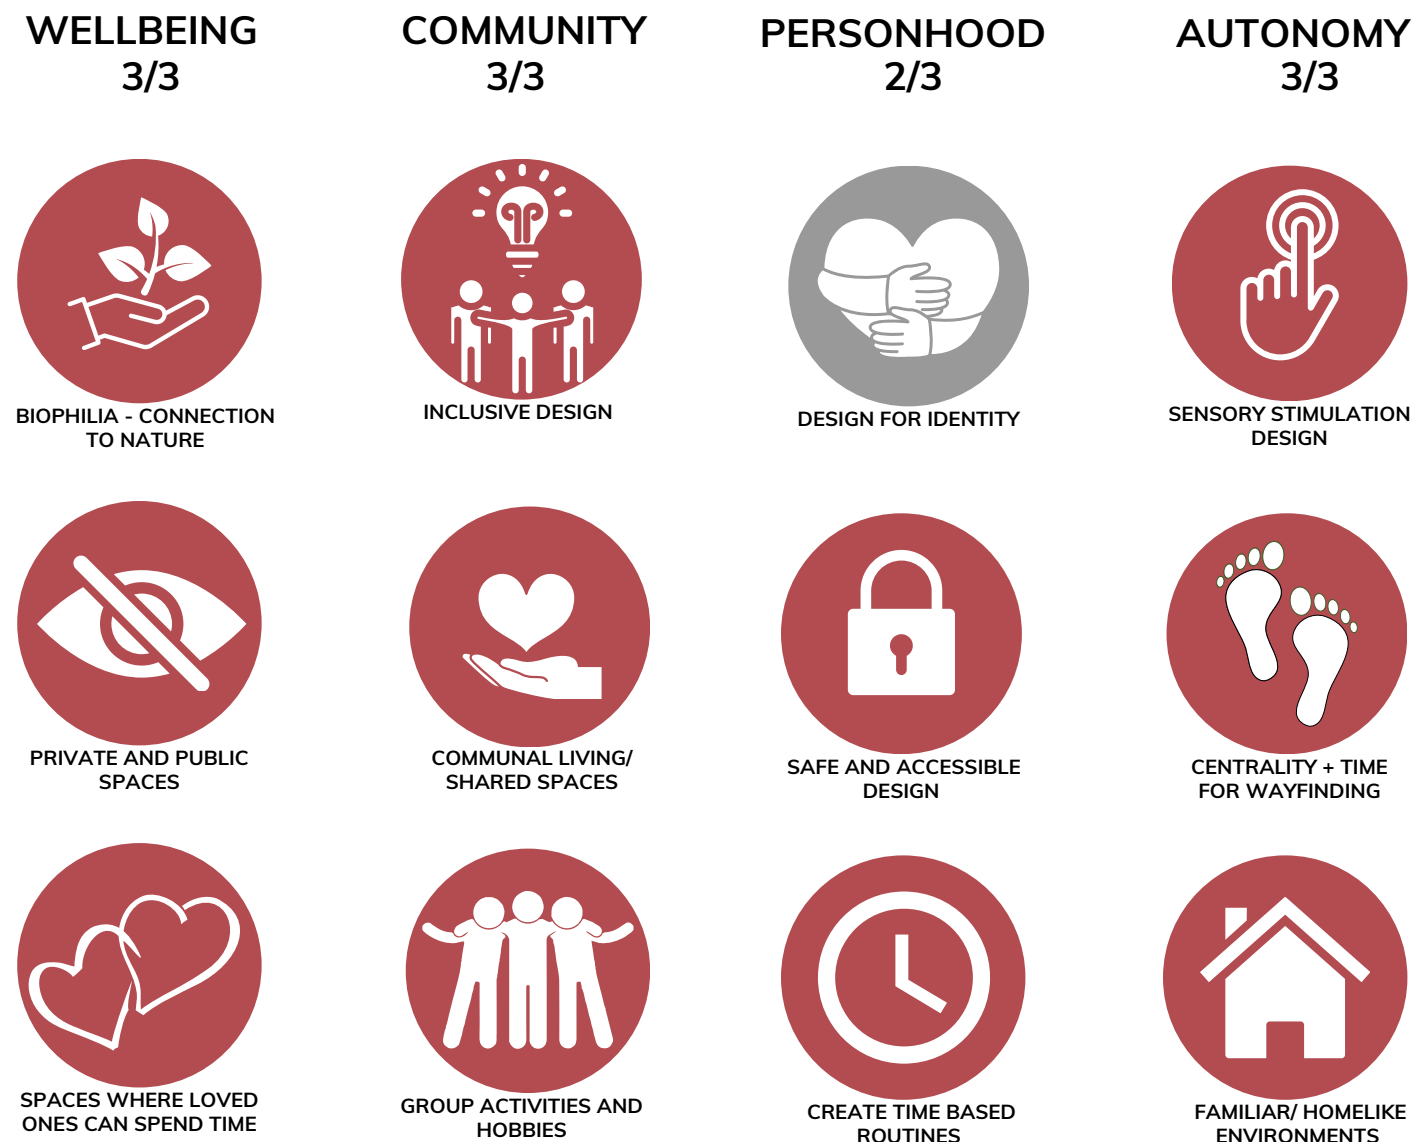 WELLBEING
3/3
COMMUNITY
3/3
PERSONHOOD
2/3
AUTONOMY
3/3
BIOPHILIA - CONNECTION
TO NATURE
INCLUSIVE DESIGN
DESIGN FOR IDENTITY
SENSORY STIMULATION
DESIGN
PRIVATE AND PUBLIC
SPACES
COMMUNAL LIVING/
SHARED SPACES
SAFE AND ACCESSIBLE
DESIGN
CENTRALITY + TIME
FOR WAYFINDING
SPACES WHERE LOVED
ONES CAN SPEND TIME
GROUP ACTIVITIES AND
HOBBIES
CREATE TIME BASED
ROUTINES
FAMILIAR/ HOMELIKE
ENVIRONMENTS